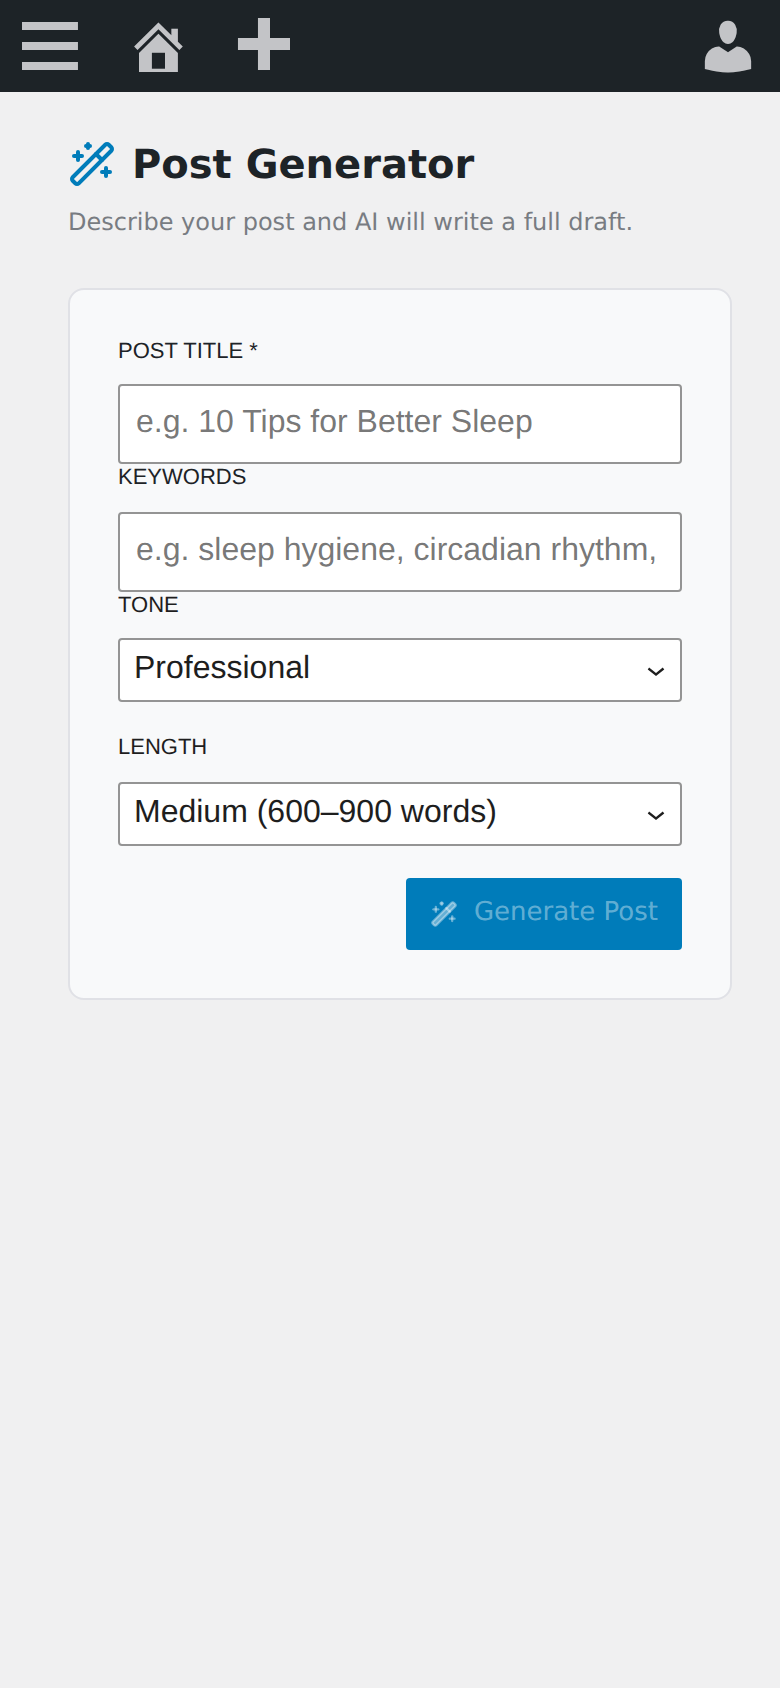 Post Generator
Describe your post and AI will write a full draft.
POST TITLE *
e.g. 10 Tips for Better Sleep
KEYWORDS
e.g. sleep hygiene, circadian rhythm,
TONE
Professional
LENGTH
Medium (600–900 words)
Generate Post